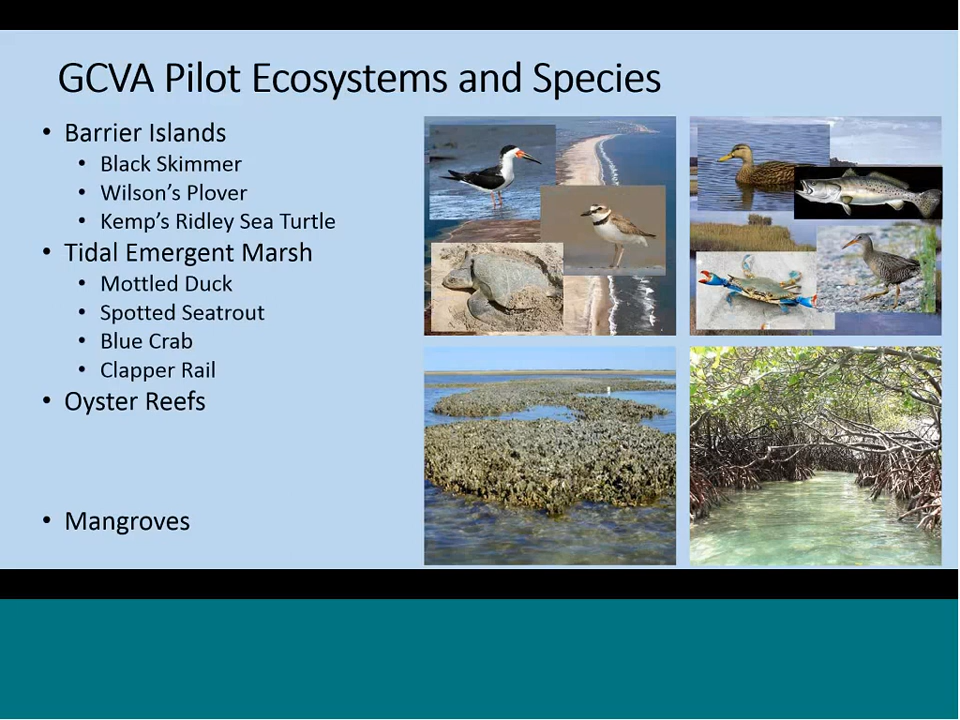 GCVA Pilot Ecosystems and Species
• Barrier Islands
• Black Skimmer
• Wilson’s Plover
• Kemp’s Ridley Sea Turtle
• Tidal Emergent Marsh
• Mottled Duck
• Spotted Seatrout
• Blue Crab
• Clapper Rail
• Oyster Reefs
• Mangroves